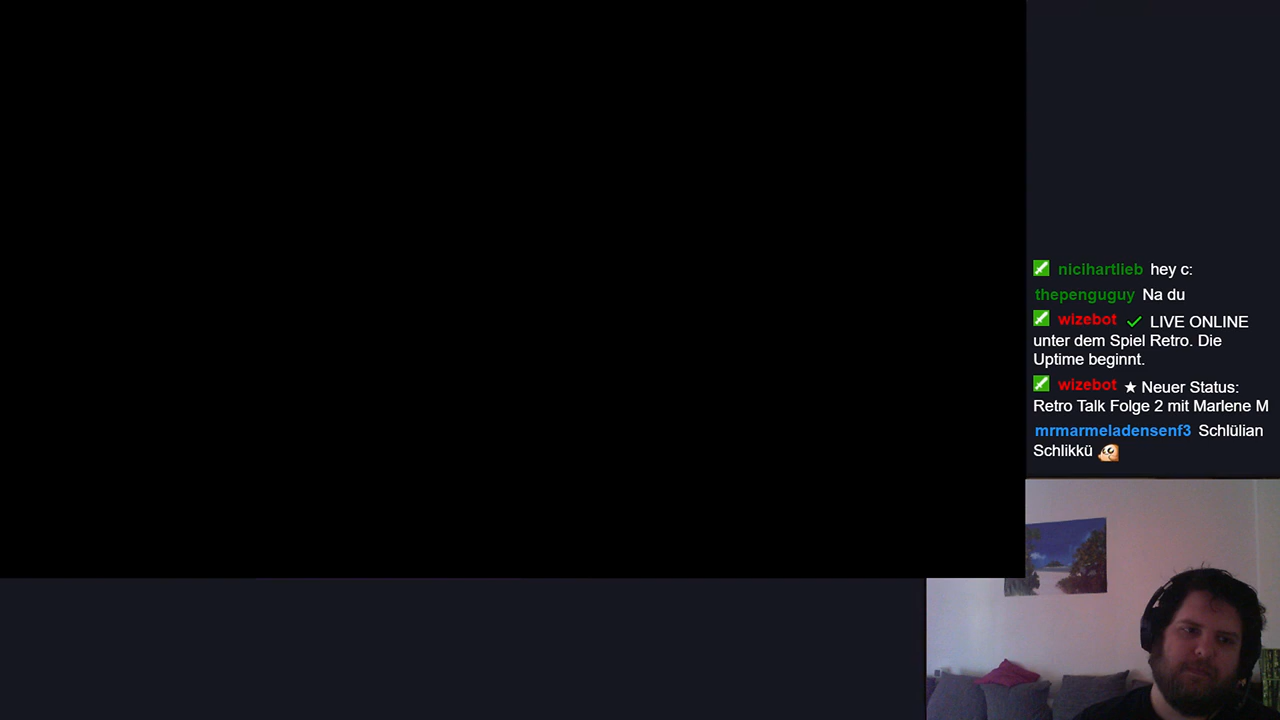 nicihartlieb hey c:
thepenguguy Na du
wizebot ✓ LIVE ONLINE
unter dem Spiel Retro. Die
Uptime beginnt.
wizebot ★ Neuer Status:
Retro Talk Folge 2 mit Marlene M
mrmarmeladensenf3 Schlülian
Schlikkü